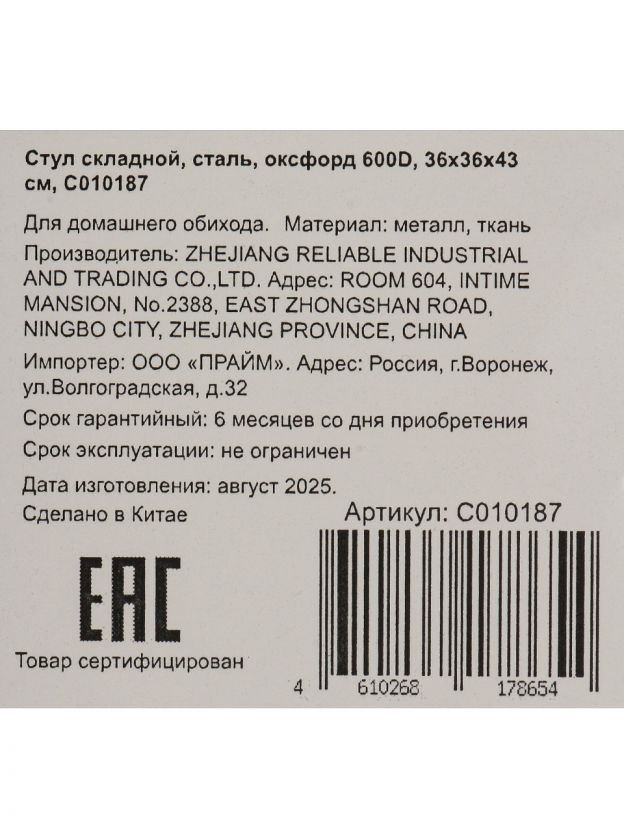 Стул складной, сталь, оксфорд 600D, 36х36х43
см, С010187
Для домашнего обихода. Материал: металл, ткань
Производитель: ZHEJIANG RELIABLE INDUSTRIAL
AND TRADING CO.,LTD. Адрес: ROOM 604, INTIME
MANSION, No.2388, EAST ZHONGSHAN ROAD,
NINGBO CITY, ZHEJIANG PROVINCE, CHINA
Импортер: ООО «ПРАЙМ». Адрес: Россия, г.Воронеж,
ул.Волгоградская, д.32
Срок гарантийный: 6 месяцев со дня приобретения
Срок эксплуатации: не ограничен
Дата изготовления: август 2025.
Сделано в Китае
Артикул: С010187
EAC
Товар сертифицирован
4 610268 178654